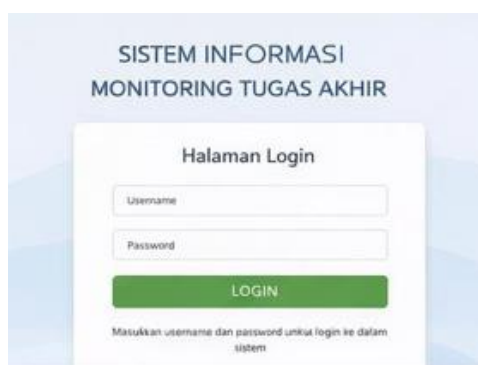 SISTEM INFORMASI
MONITORING TUGAS AKHIR
Halaman Login
Username
Password
LOGIN
Masukkan username dan password untuk login ke dalam
sistem